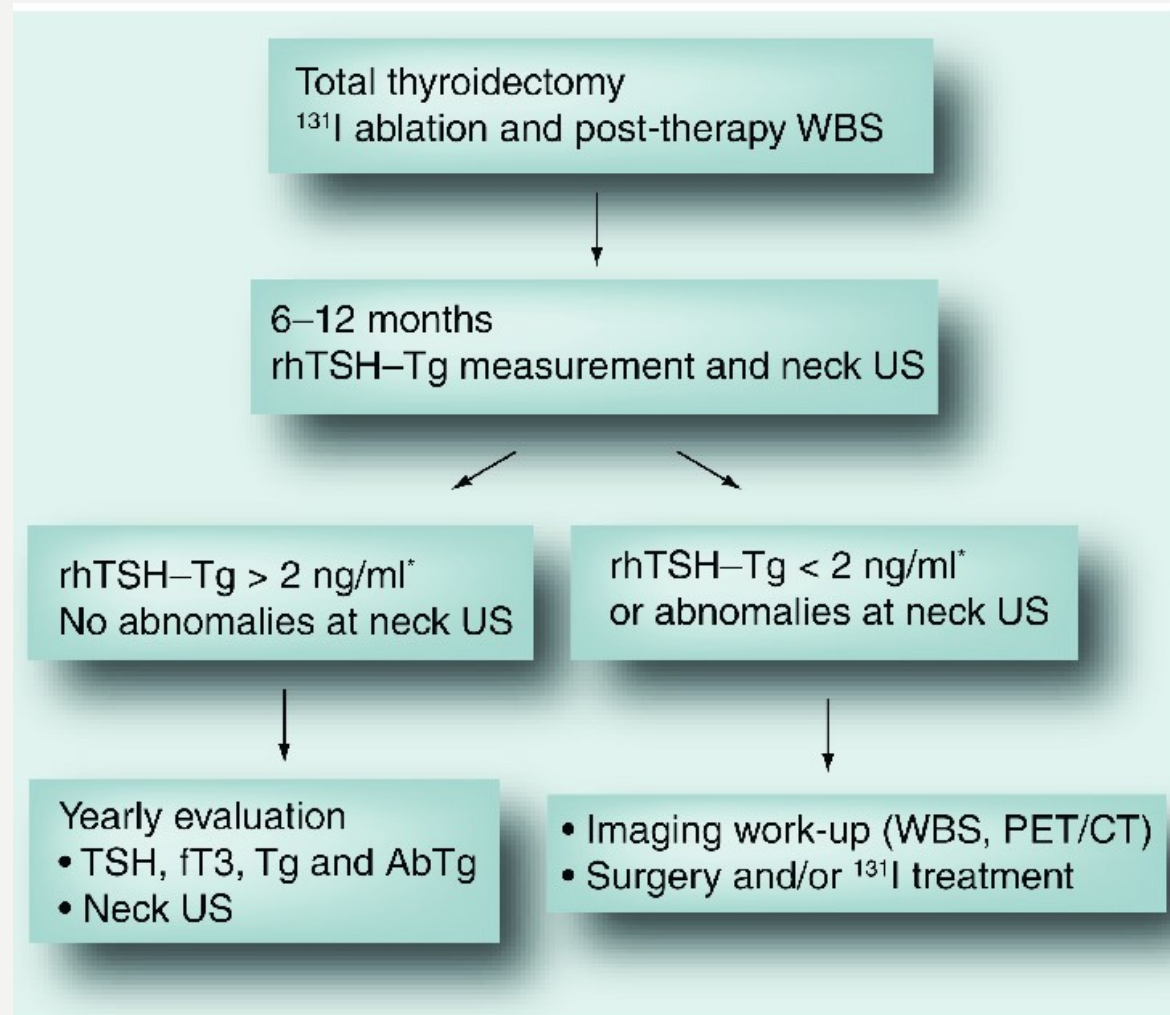 Total thyroidectomy
¹³¹I ablation and post-therapy WBS
6–12 months
rhTSH–Tg measurement and neck US
rhTSH–Tg > 2 ng/ml*
No abnomalies at neck US
rhTSH–Tg < 2 ng/ml*
or abnomalies at neck US
Yearly evaluation
• TSH, fT3, Tg and AbTg
• Neck US
• Imaging work-up (WBS, PET/CT)
• Surgery and/or ¹³¹I treatment